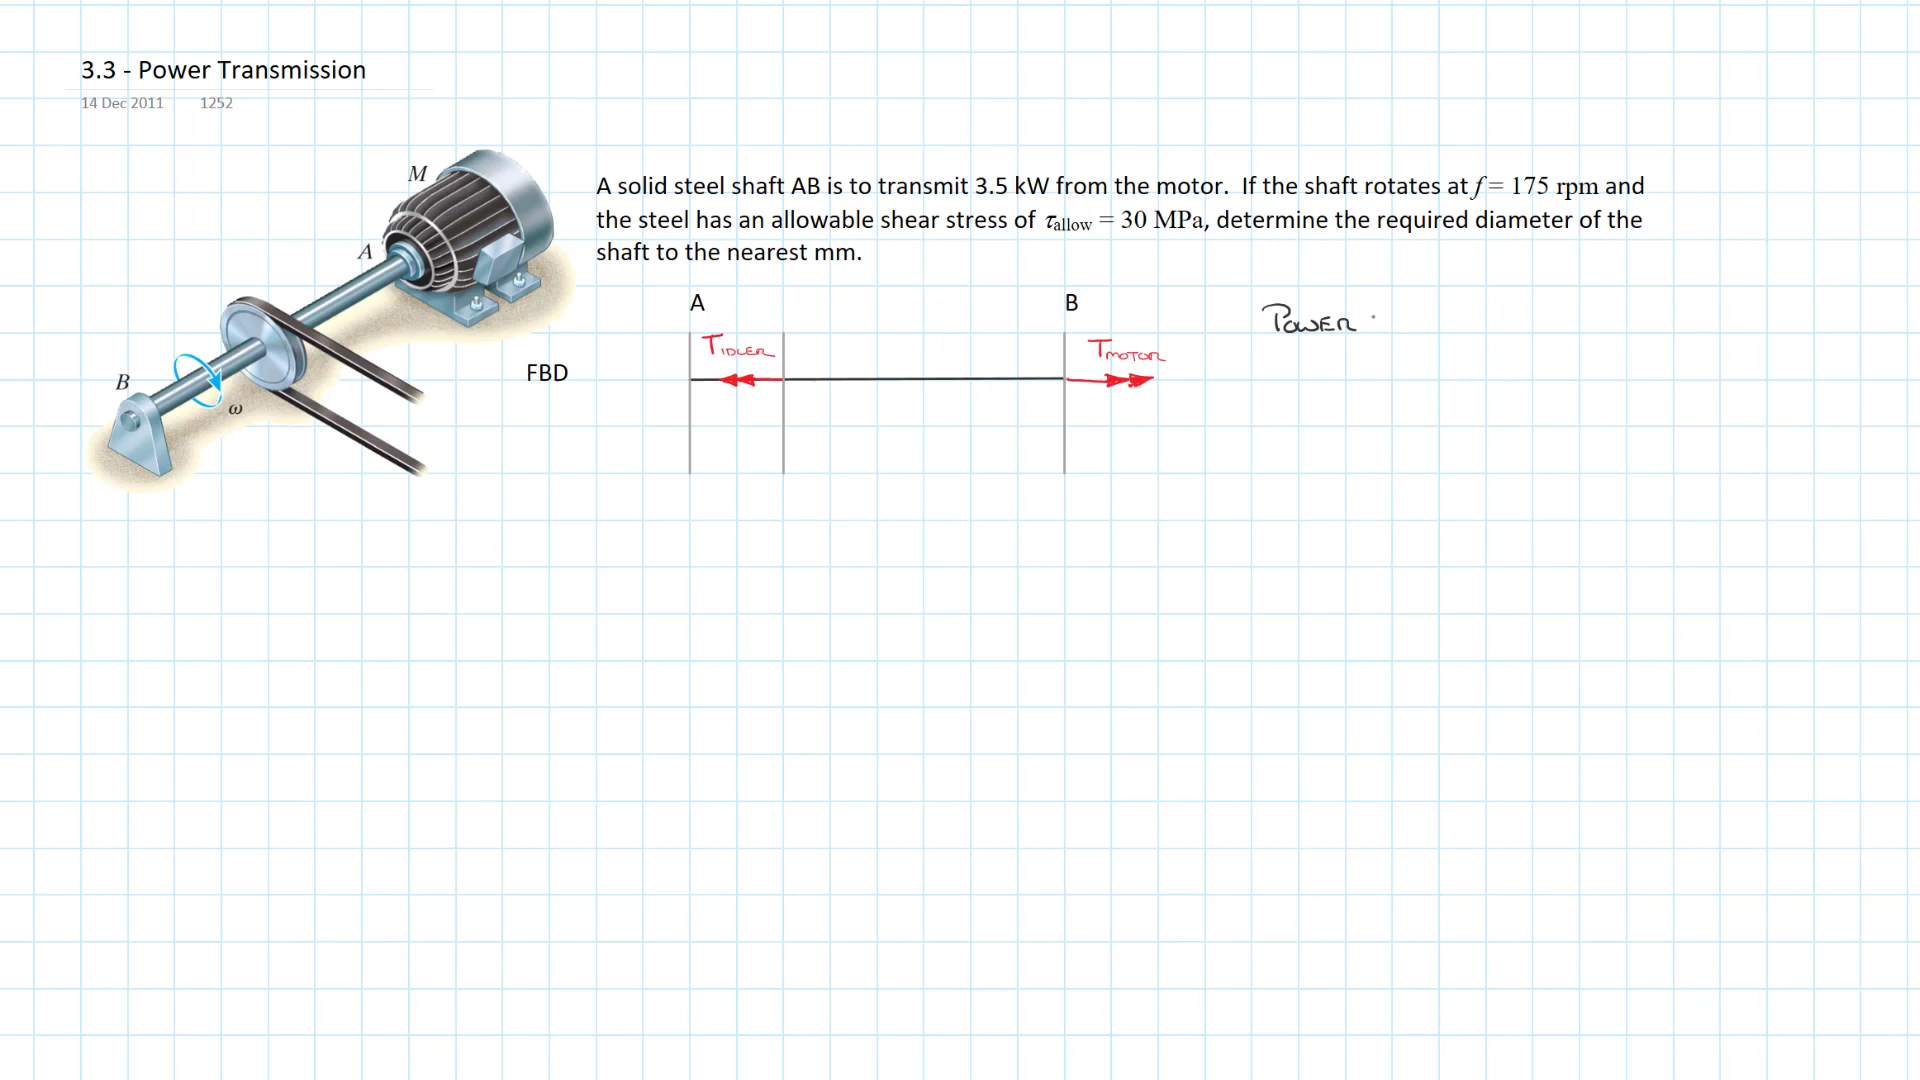 3.3 - Power Transmission
14 Dec 2011 1252
M
A
B
ω
A solid steel shaft AB is to transmit 3.5 kW from the motor. If the shaft rotates at f = 175 rpm and
the steel has an allowable shear stress of τallow = 30 MPa, determine the required diameter of the
shaft to the nearest mm.
A B
POWER
TIDLER TMOTOR
FBD